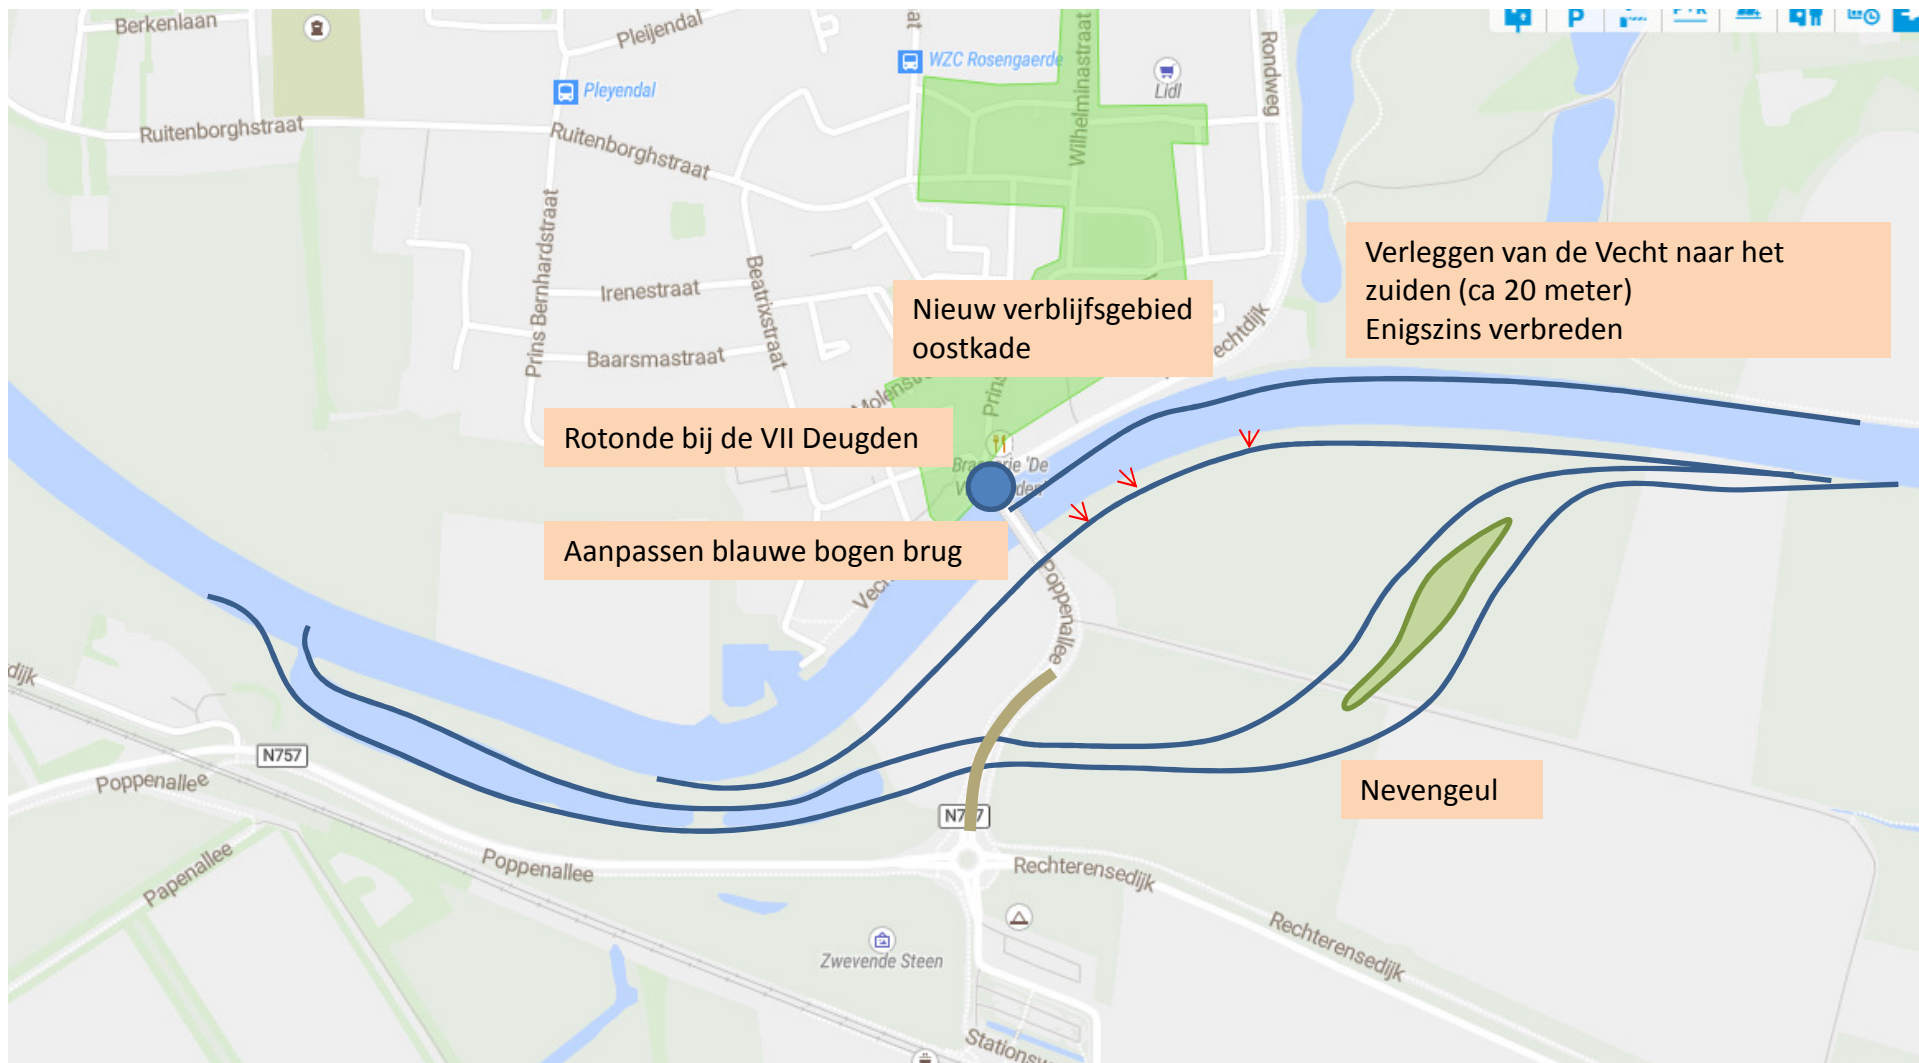 Berkenlaan
Pleijendal
WZC Rosengaerde
Pleyendal
Lidl
Rondweg
Wilhelminastraat
Ruitenborghstraat
Ruitenborghstraat
Prins Bernhardstraat
Beatrixstraat
Irenestraat
Baarsmastraat
Verleggen van de Vecht naar het
zuiden (ca 20 meter)
Enigszins verbreden
Nieuw verblijfsgebied
oostkade
Rotonde bij de VII Deugden
Aanpassen blauwe bogen brug
Poppenallee
Nevengeul
N757
Poppenallee
Poppenallee
Papenallee
Rechterensedijk
Rechterensedijk
Zwevende Steen